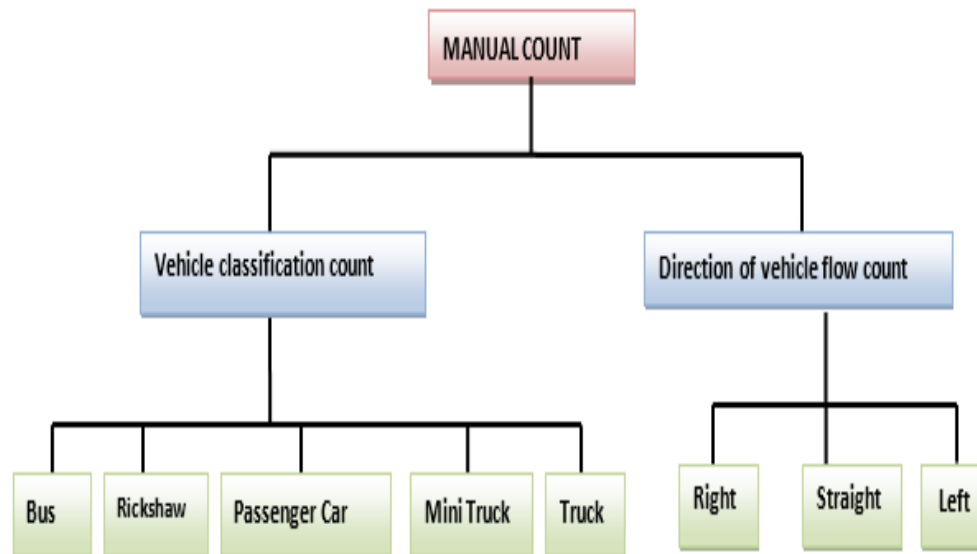 MANUAL COUNT
Vehicle classification count
Direction of vehicle flow count
Bus
Rickshaw
Passenger Car
Mini Truck
Truck
Right
Straight
Left